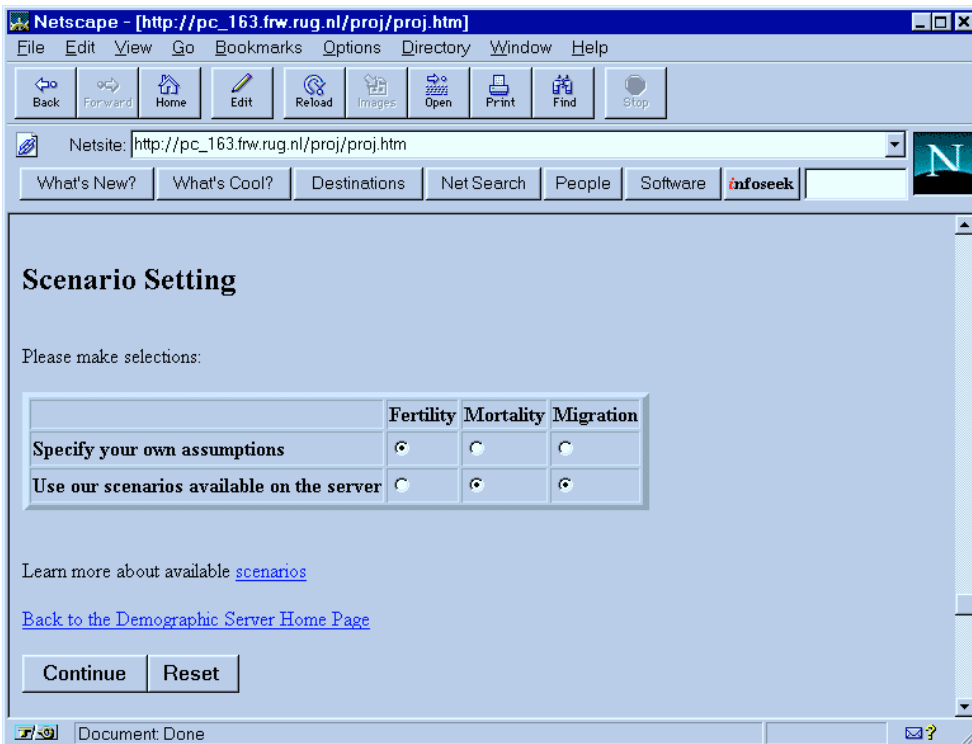 Netscape - [http://pc_163.frw.rug.nl/proj/proj.htm]
File Edit View Go Bookmarks Options Directory Window Help
Back Forward Home Edit Reload Images Open Print Find Stop
Netsite: http://pc_163.frw.rug.nl/proj/proj.htm
N
What's New? What's Cool? Destinations Net Search People Software infoseek
Scenario Setting
Please make selections:
Fertility Mortality Migration
Specify your own assumptions
Use our scenarios available on the server
Learn more about available scenarios
Back to the Demographic Server Home Page
Continue Reset
Document: Done
?